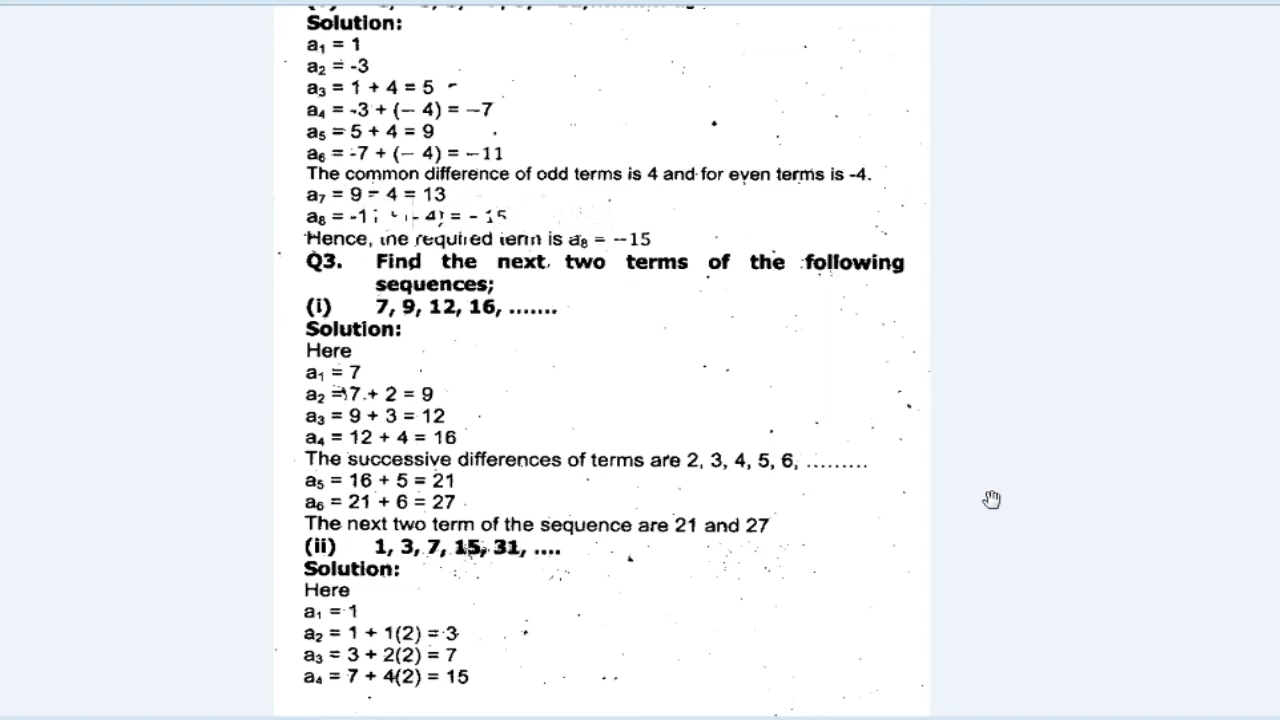 Solution:
a₁ = 1
a₂ = -3
a₃ = 1 + 4 = 5
a₄ = -3 + (– 4) = –7
a₅ = 5 + 4 = 9
a₆ = -7 + (– 4) = –11
The common difference of odd terms is 4 and for even terms is -4.
a₇ = 9 – 4 = 13
a₈ = -1 - 4) = - 15
Hence, the required term is a₈ = –15
Q3. Find the next two terms of the following
sequences;
(i) 7, 9, 12, 16, .......
Solution:
Here
a₁ = 7
a₂ = 7 + 2 = 9
a₃ = 9 + 3 = 12
a₄ = 12 + 4 = 16
The successive differences of terms are 2, 3, 4, 5, 6, .........
a₅ = 16 + 5 = 21
a₆ = 21 + 6 = 27
The next two term of the sequence are 21 and 27
(ii) 1, 3, 7, 15, 31, ....
Solution:
Here
a₁ = 1
a₂ = 1 + 1(2) = 3
a₃ = 3 + 2(2) = 7
a₄ = 7 + 4(2) = 15